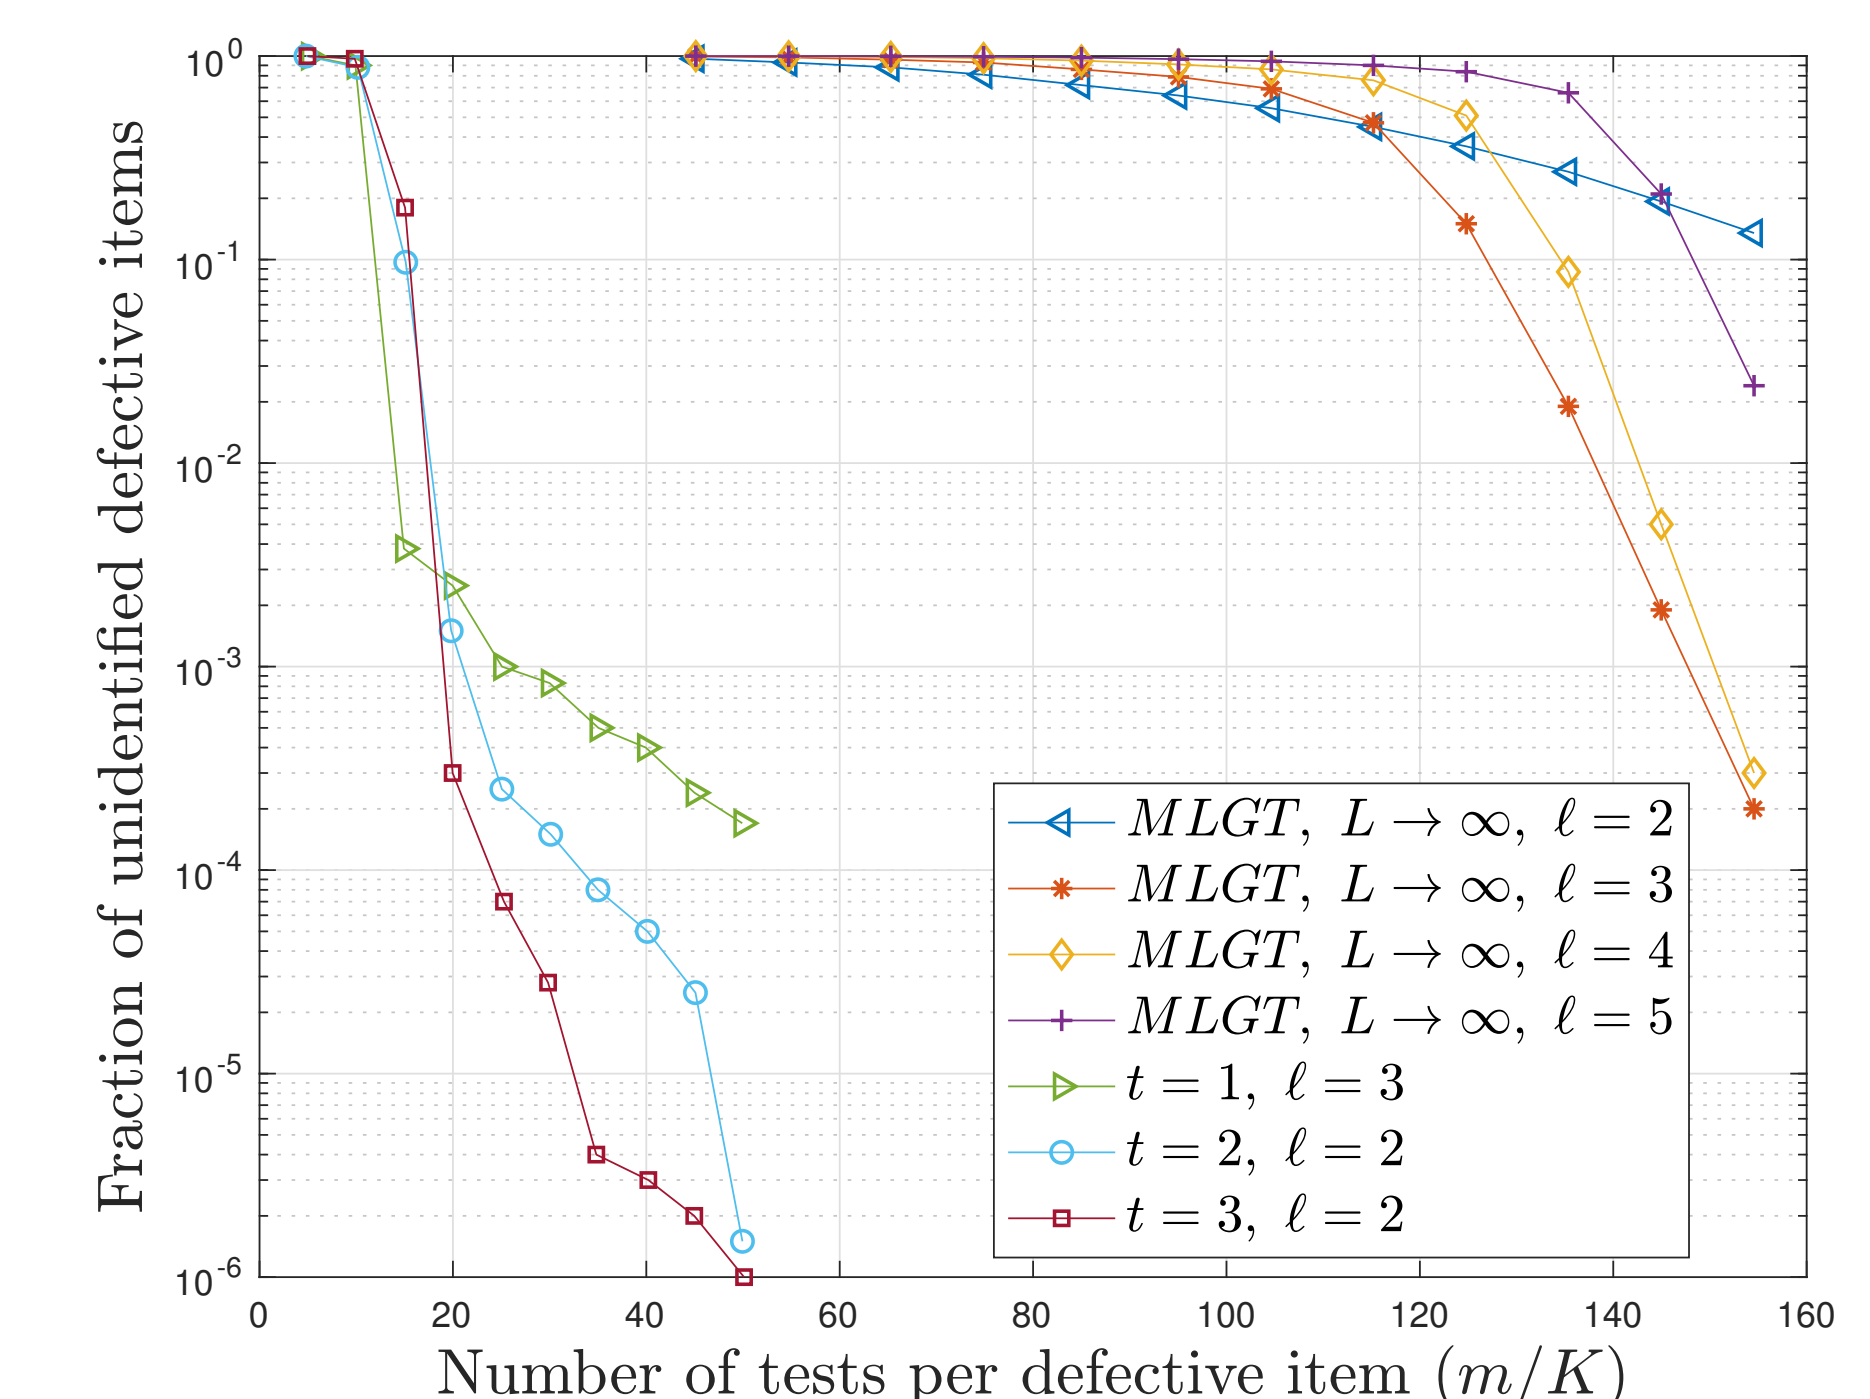 Fraction of unidentified defective items
10^0
10^-1
10^-2
10^-3
10^-4
10^-5
10^-6
0 20 40 60 80 100 120 140 160
Number of tests per defective item (m/K)
MLGT, L → ∞, ℓ = 2
MLGT, L → ∞, ℓ = 3
MLGT, L → ∞, ℓ = 4
MLGT, L → ∞, ℓ = 5
t = 1, ℓ = 3
t = 2, ℓ = 2
t = 3, ℓ = 2